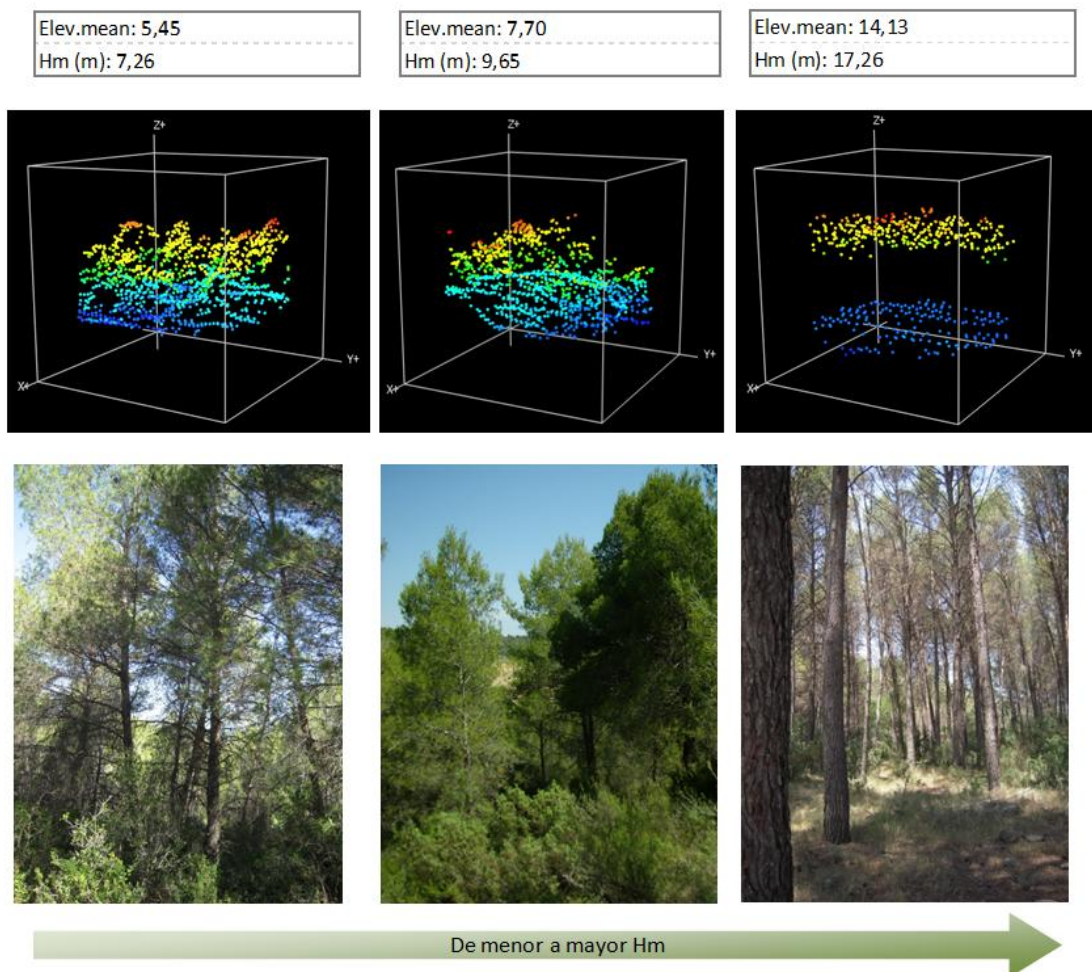 Elev.mean: 5,45
Hm (m): 7,26
Elev.mean: 7,70
Hm (m): 9,65
Elev.mean: 14,13
Hm (m): 17,26
Z+
X+
Y+
Z+
X+
Y+
Z+
X+
Y+
De menor a mayor Hm